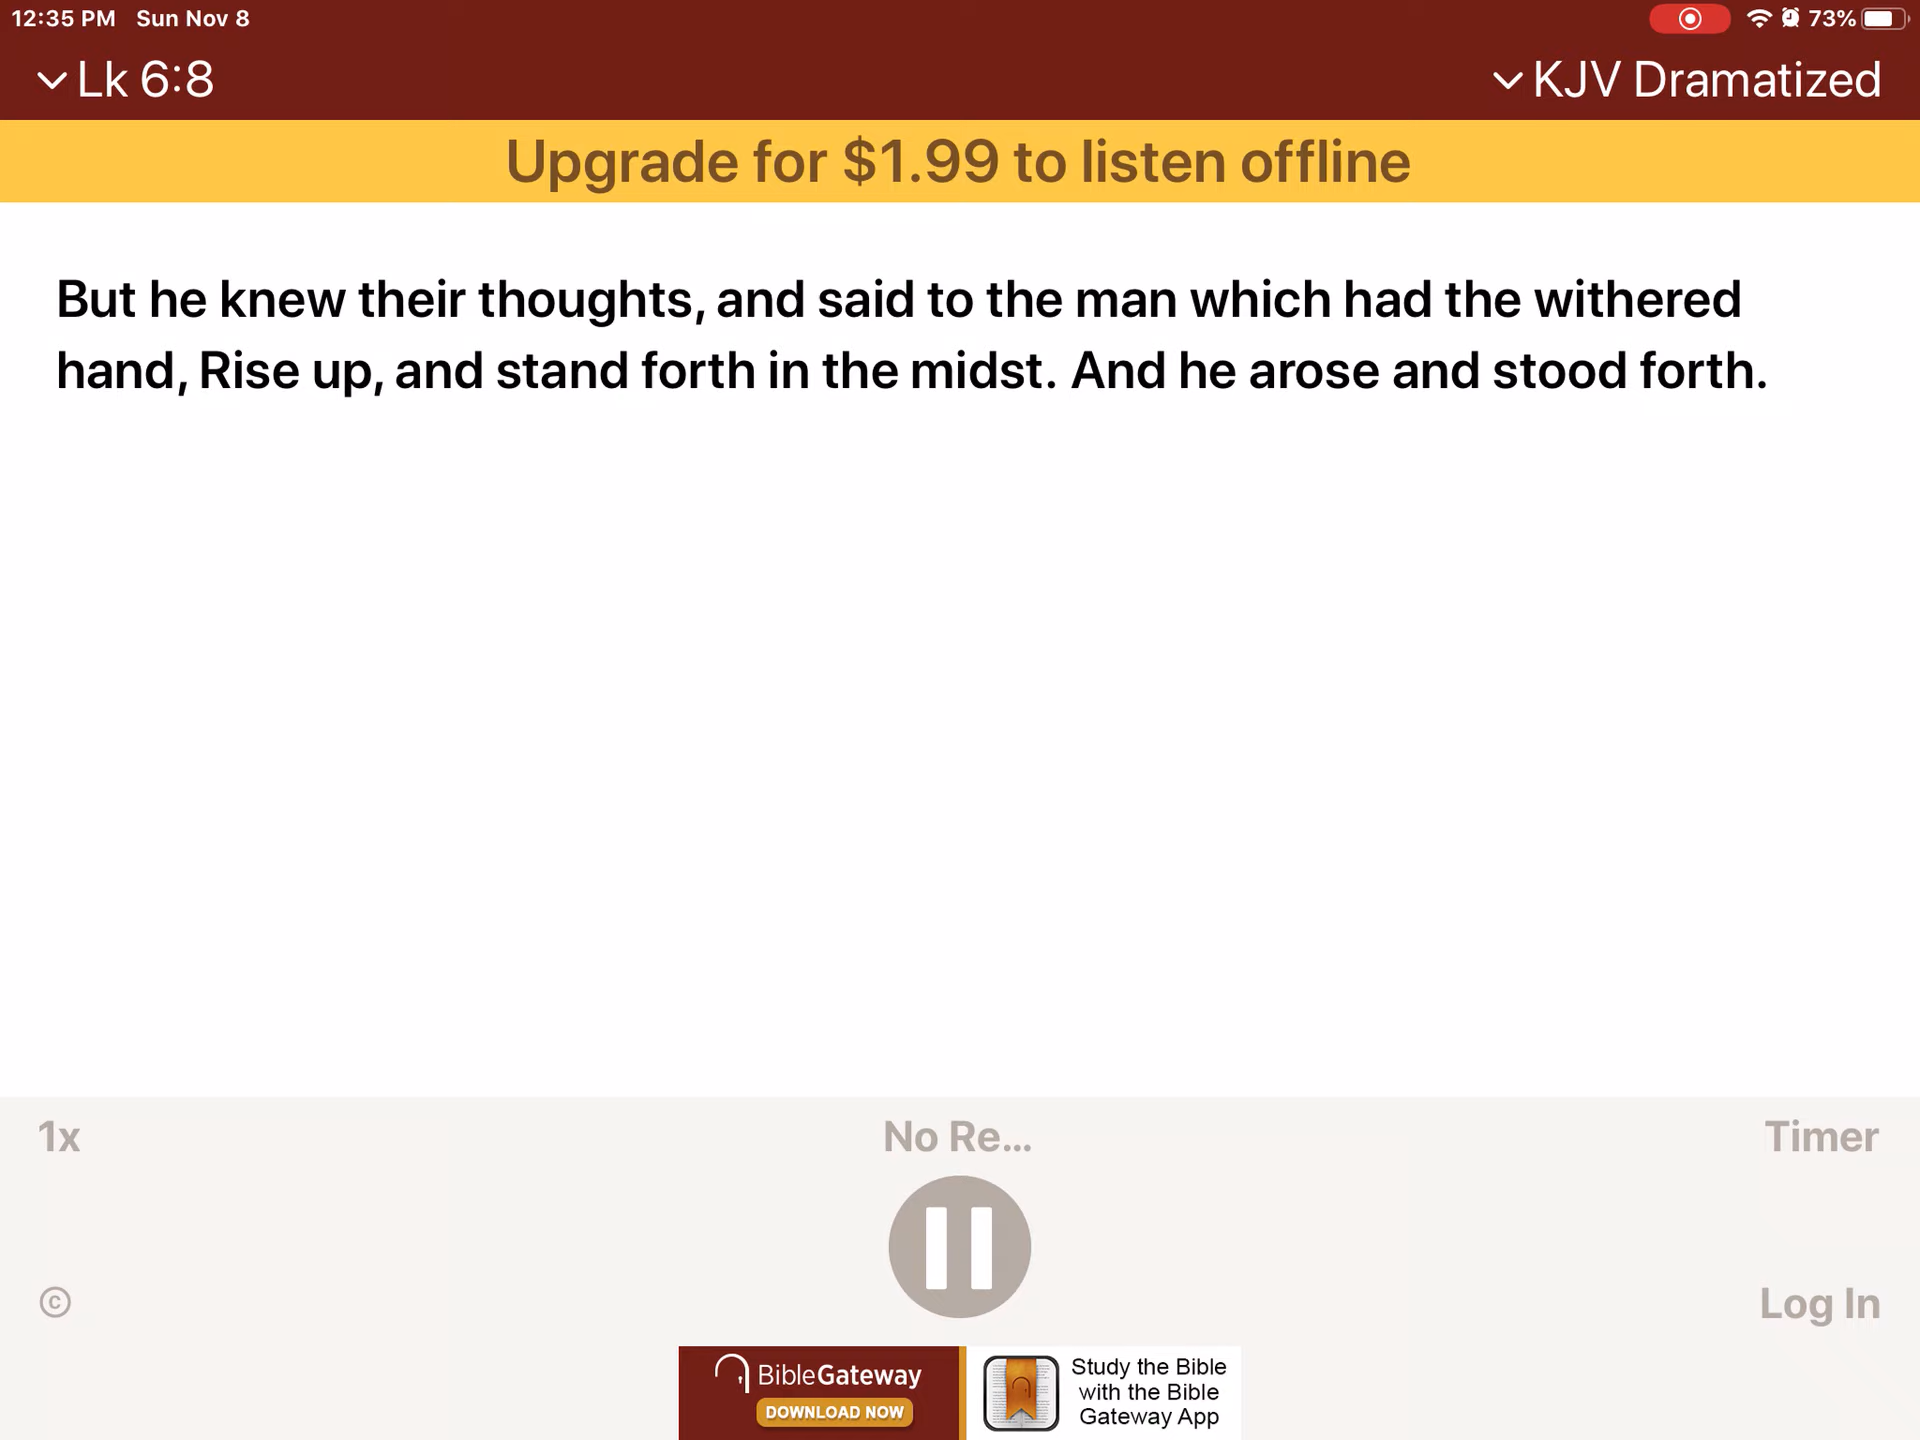 12:35 PM Sun Nov 8 73%
Lk 6:8 KJV Dramatized
Upgrade for $1.99 to listen offline
But he knew their thoughts, and said to the man which had the withered
hand, Rise up, and stand forth in the midst. And he arose and stood forth.
1x No Re... Timer
©
Log In
BibleGateway
DOWNLOAD NOW
Study the Bible
with the Bible
Gateway App